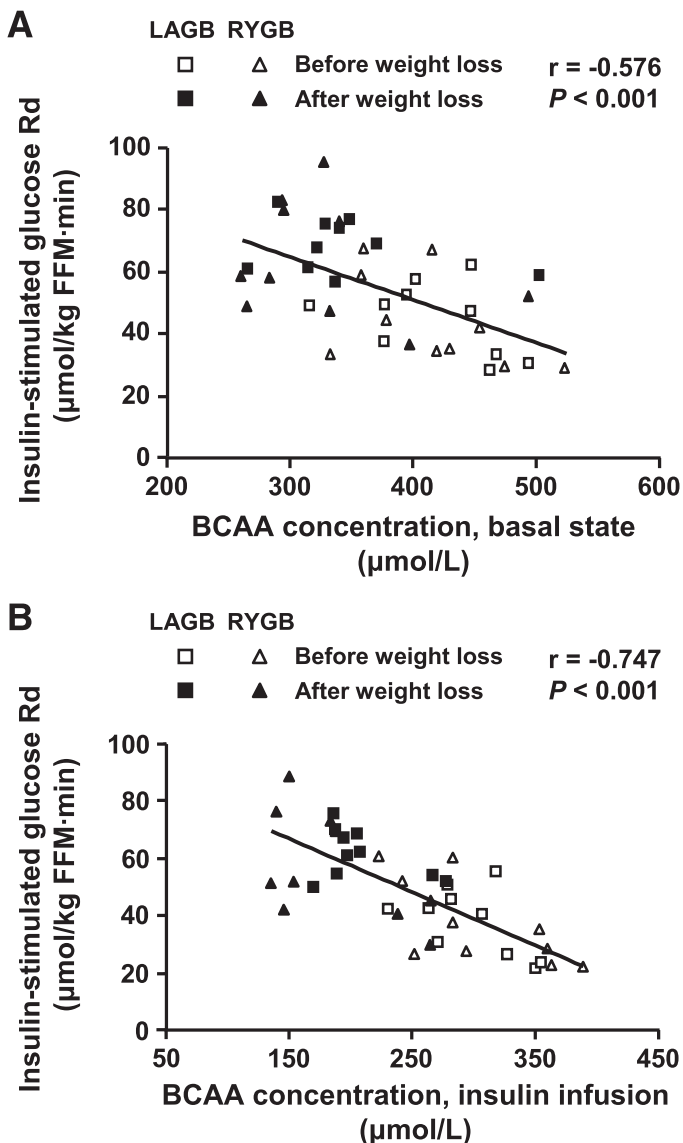 A
LAGB RYGB
Before weight loss
r = -0.576
After weight loss
P < 0.001
Insulin-stimulated glucose Rd
(µmol/kg FFM·min)
100
80
60
40
20
0
200 300 400 500 600
BCAA concentration, basal state
(µmol/L)
B
LAGB RYGB
Before weight loss
r = -0.747
After weight loss
P < 0.001
Insulin-stimulated glucose Rd
(µmol/kg FFM·min)
100
80
60
40
20
0
50 150 250 350 450
BCAA concentration, insulin infusion
(µmol/L)